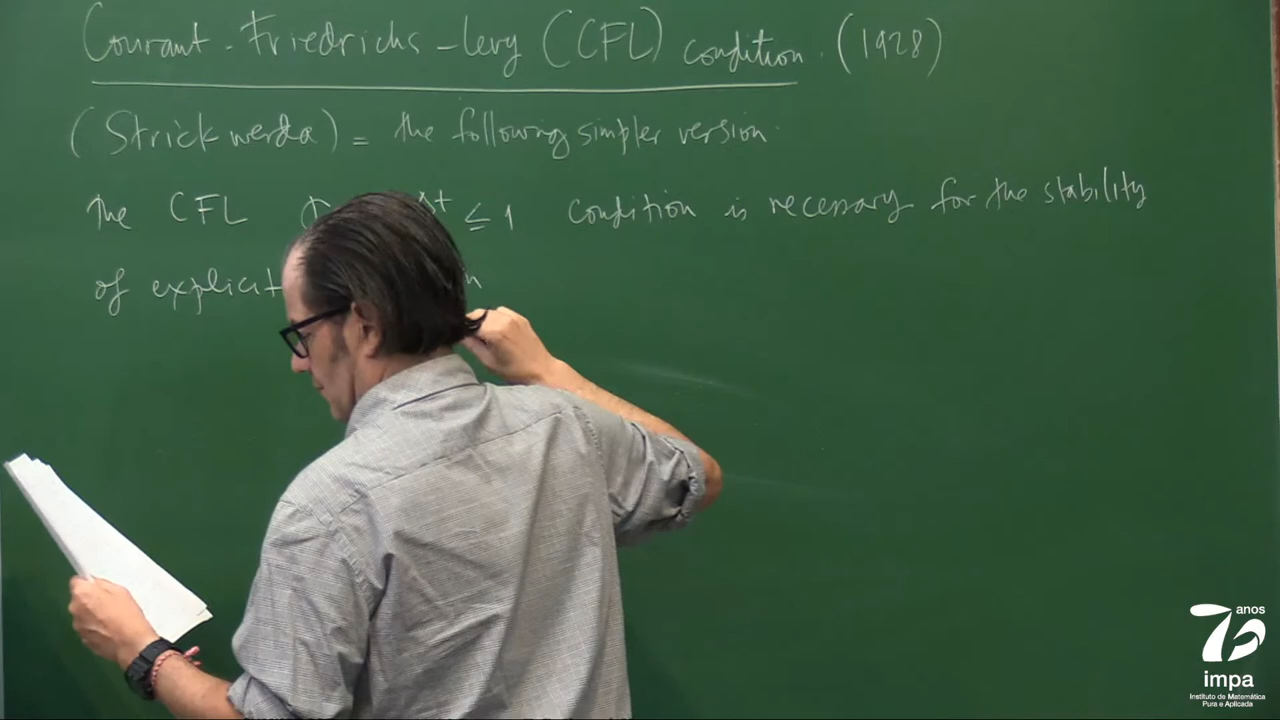 Courant-Friedrichs-Levy (CFL) condition. (1928)
(Strickwerda) = the following simpler version.
The CFL Δt ≤ 1 condition is necessary for the stability
of explicit
75 anos
impa
Instituto de Matemática
Pura e Aplicada